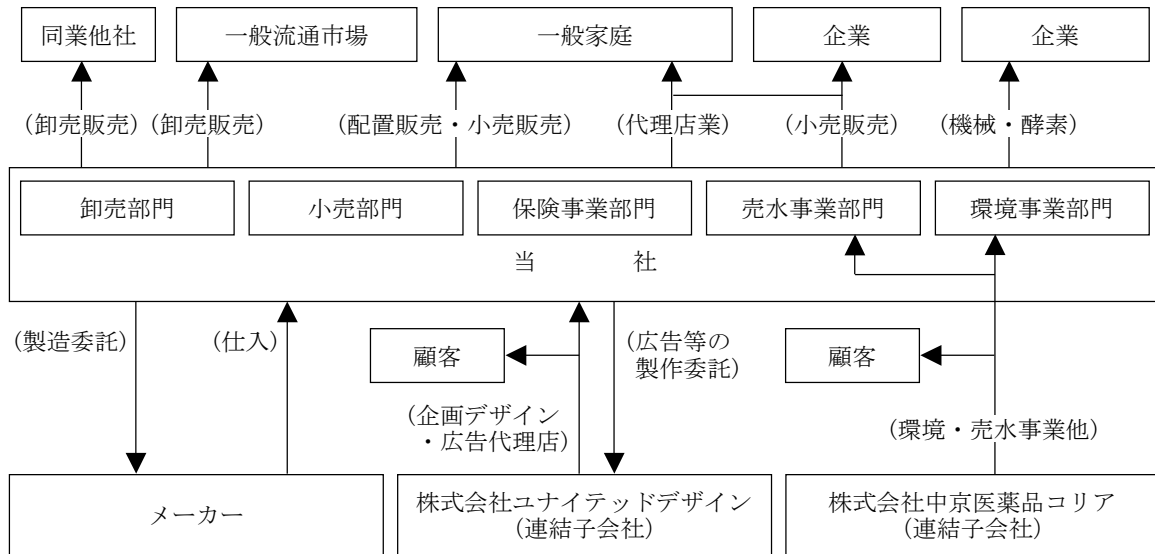 同業他社
一般流通市場
一般家庭
企業
企業
(卸売販売)
(卸売販売)
(配置販売・小売販売)
(代理店業)
(小売販売)
(機械・酵素)
卸売部門
小売部門
保険事業部門
売水事業部門
環境事業部門
当 社
(製造委託)
(仕入)
顧客
(広告等の
製作委託)
顧客
(企画デザイン
・広告代理店)
(環境・売水事業他)
メーカー
株式会社ユナイテッドデザイン
(連結子会社)
株式会社中京医薬品コリア
(連結子会社)